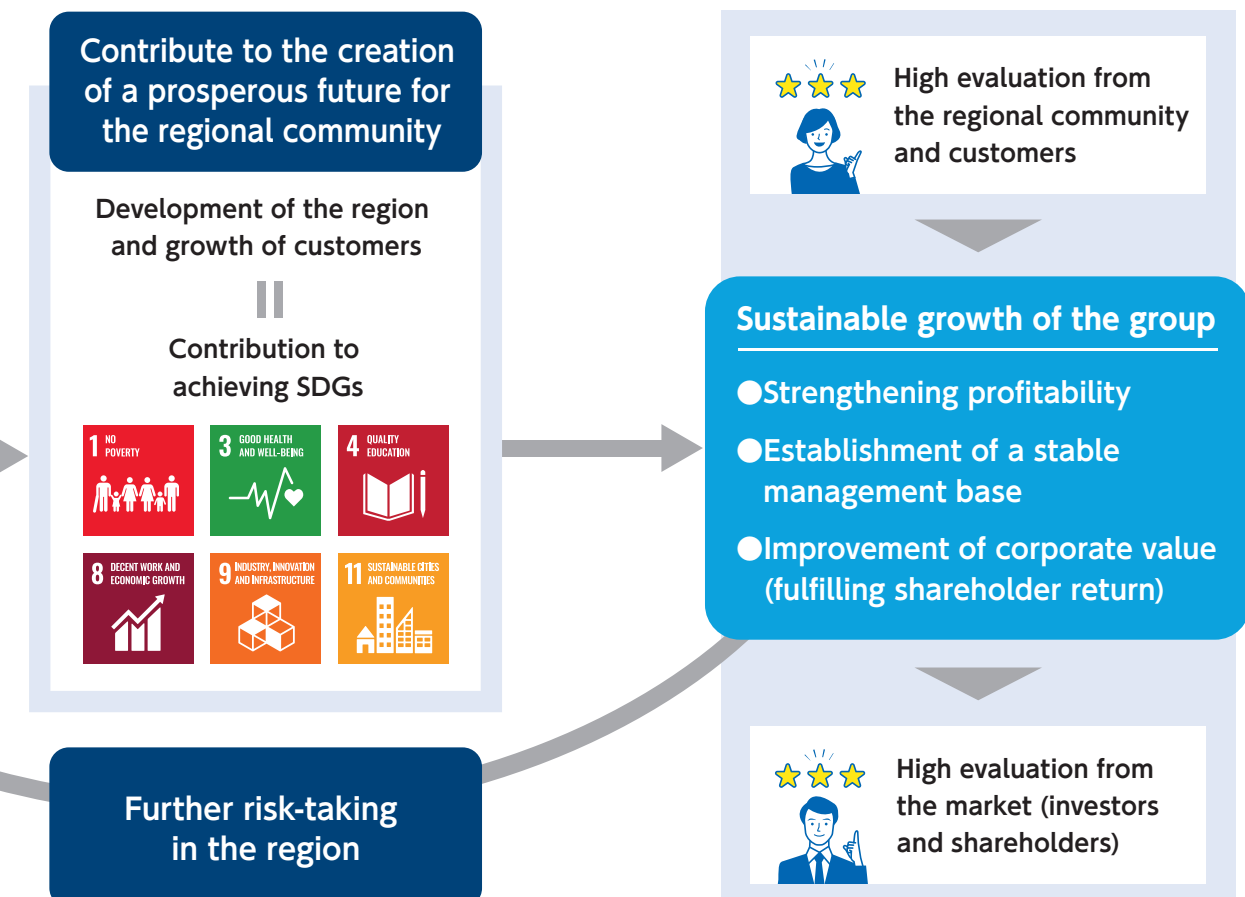 Contribute to the creation
of a prosperous future for
the regional community
Development of the region
and growth of customers
Contribution to
achieving SDGs
1 NO
POVERTY
3 GOOD HEALTH
AND WELL-BEING
4 QUALITY
EDUCATION
8 DECENT WORK AND
ECONOMIC GROWTH
9 INDUSTRY, INNOVATION
AND INFRASTRUCTURE
11 SUSTAINABLE CITIES
AND COMMUNITIES
Further risk-taking
in the region
High evaluation from
the regional community
and customers
Sustainable growth of the group
●Strengthening profitability
●Establishment of a stable
management base
●Improvement of corporate value
(fulfilling shareholder return)
High evaluation from
the market (investors
and shareholders)